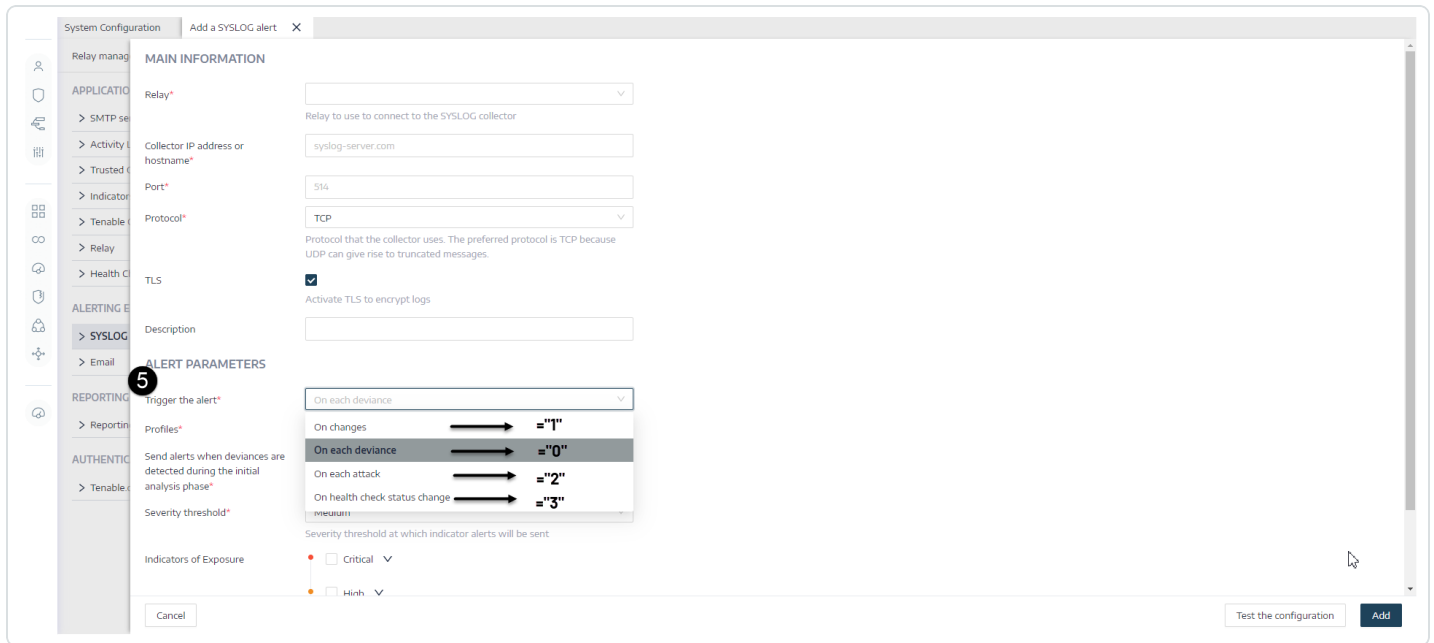 System Configuration
Add a SYSLOG alert
Relay manag
MAIN INFORMATION
APPLICATIO
Relay*
Relay to use to connect to the SYSLOG collector
> SMTP se
> Activity L
Collector IP address or
hostname*
syslog-server.com
> Trusted C
Port*
514
> Indicator
> Tenable C
Protocol*
TCP
Protocol that the collector uses. The preferred protocol is TCP because
UDP can give rise to truncated messages.
> Relay
> Health C
TLS
Activate TLS to encrypt logs
ALERTING E
> SYSLOG
Description
> Email
ALERT PARAMETERS
5
REPORTING
Trigger the alert*
On each deviance
> Reportin
Profiles*
On changes
="1"
On each deviance
="0"
On each attack
="2"
On health check status change
="3"
AUTHENTIC
Send alerts when deviances are
detected during the initial
analysis phase*
> Tenable.
Severity threshold*
Medium
Severity threshold at which indicator alerts will be sent
Indicators of Exposure
Critical
High
Cancel
Test the configuration
Add